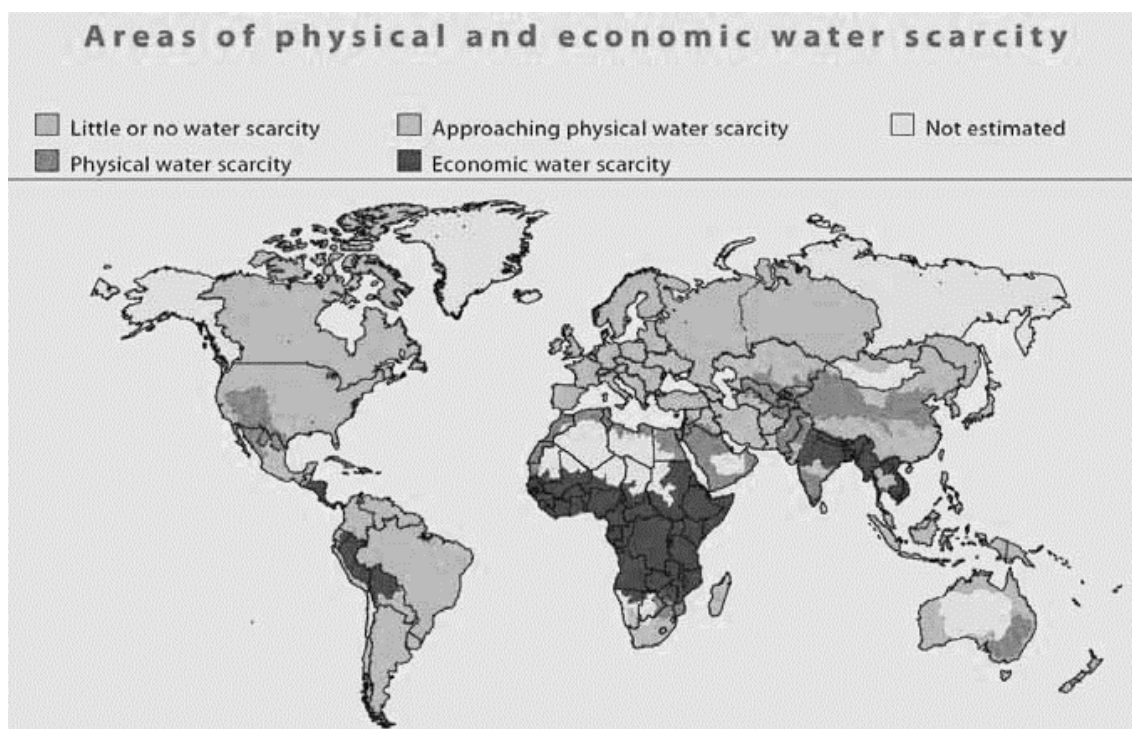 Areas of physical and economic water scarcity
Little or no water scarcity
Approaching physical water scarcity
Not estimated
Physical water scarcity
Economic water scarcity